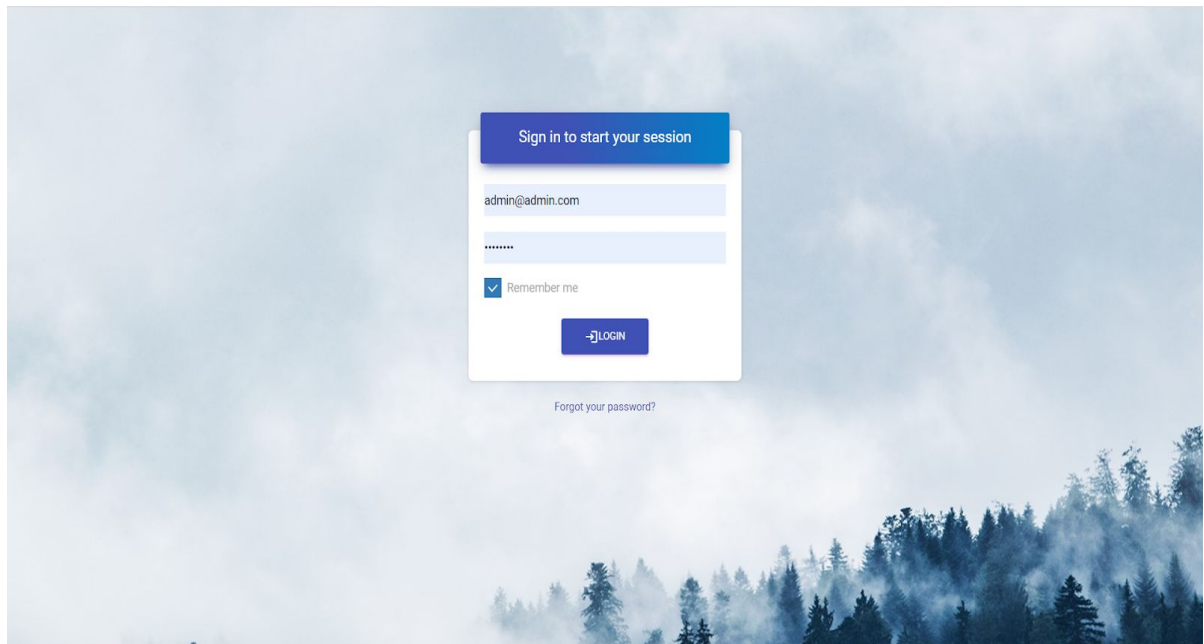 Sign in to start your session
admin@admin.com
••••••••
Remember me
LOGIN
Forgot your password?